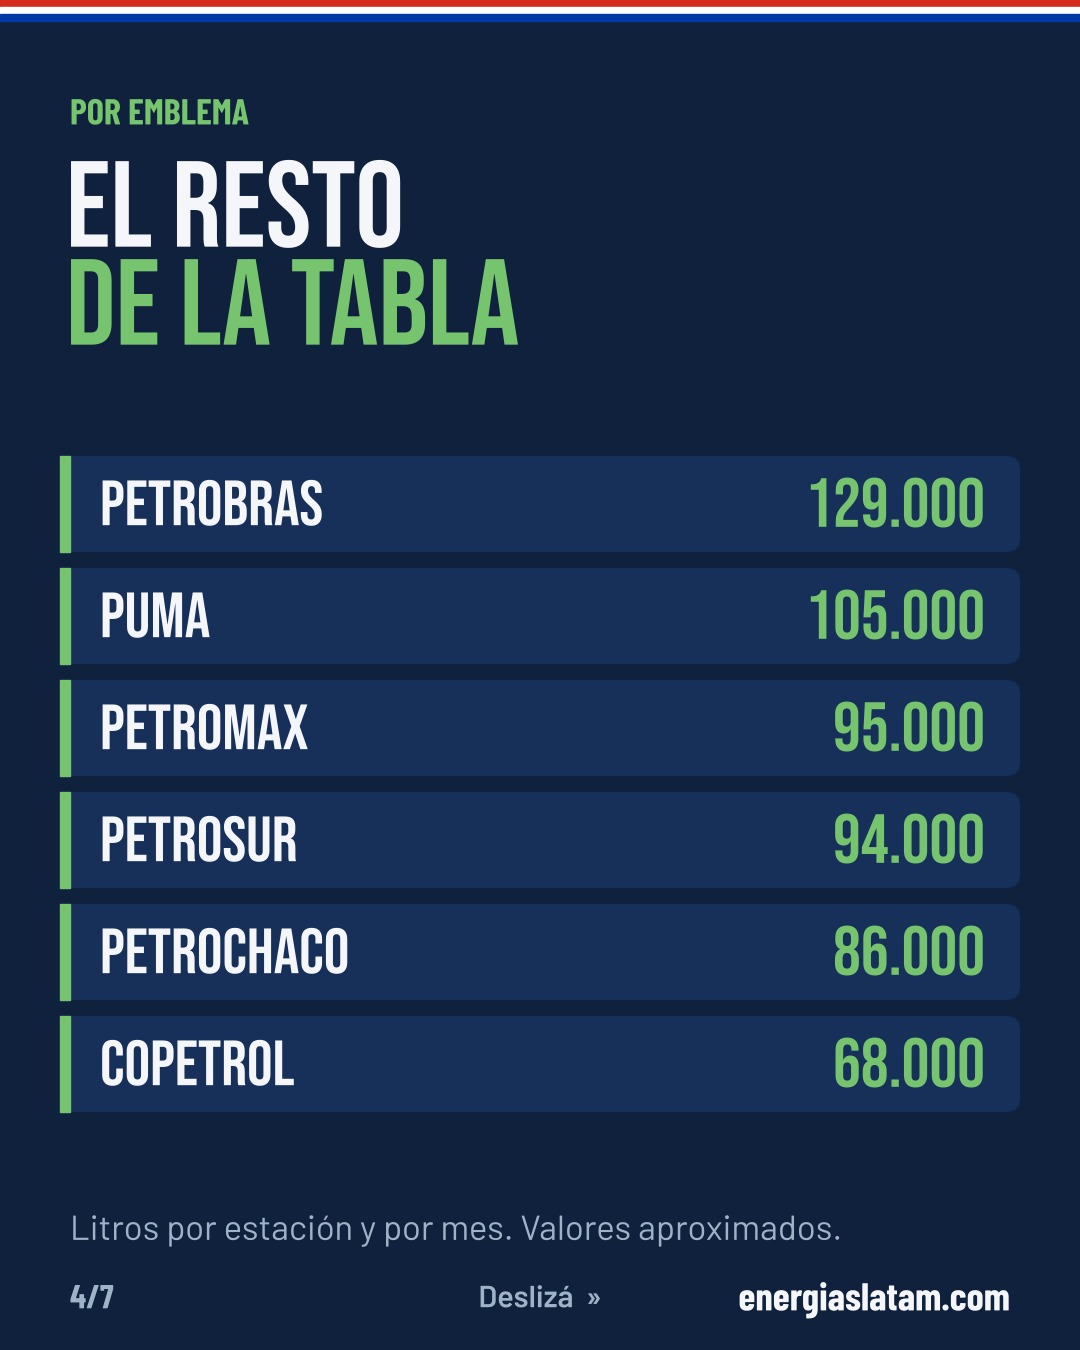 POR EMBLEMA
EL RESTO
DE LA TABLA
PETROBRAS 129.000
PUMA 105.000
PETROMAX 95.000
PETROSUR 94.000
PETROCHACO 86.000
COPETROL 68.000
Litros por estación y por mes. Valores aproximados.
4/7 Deslizá » energiaslatam.com